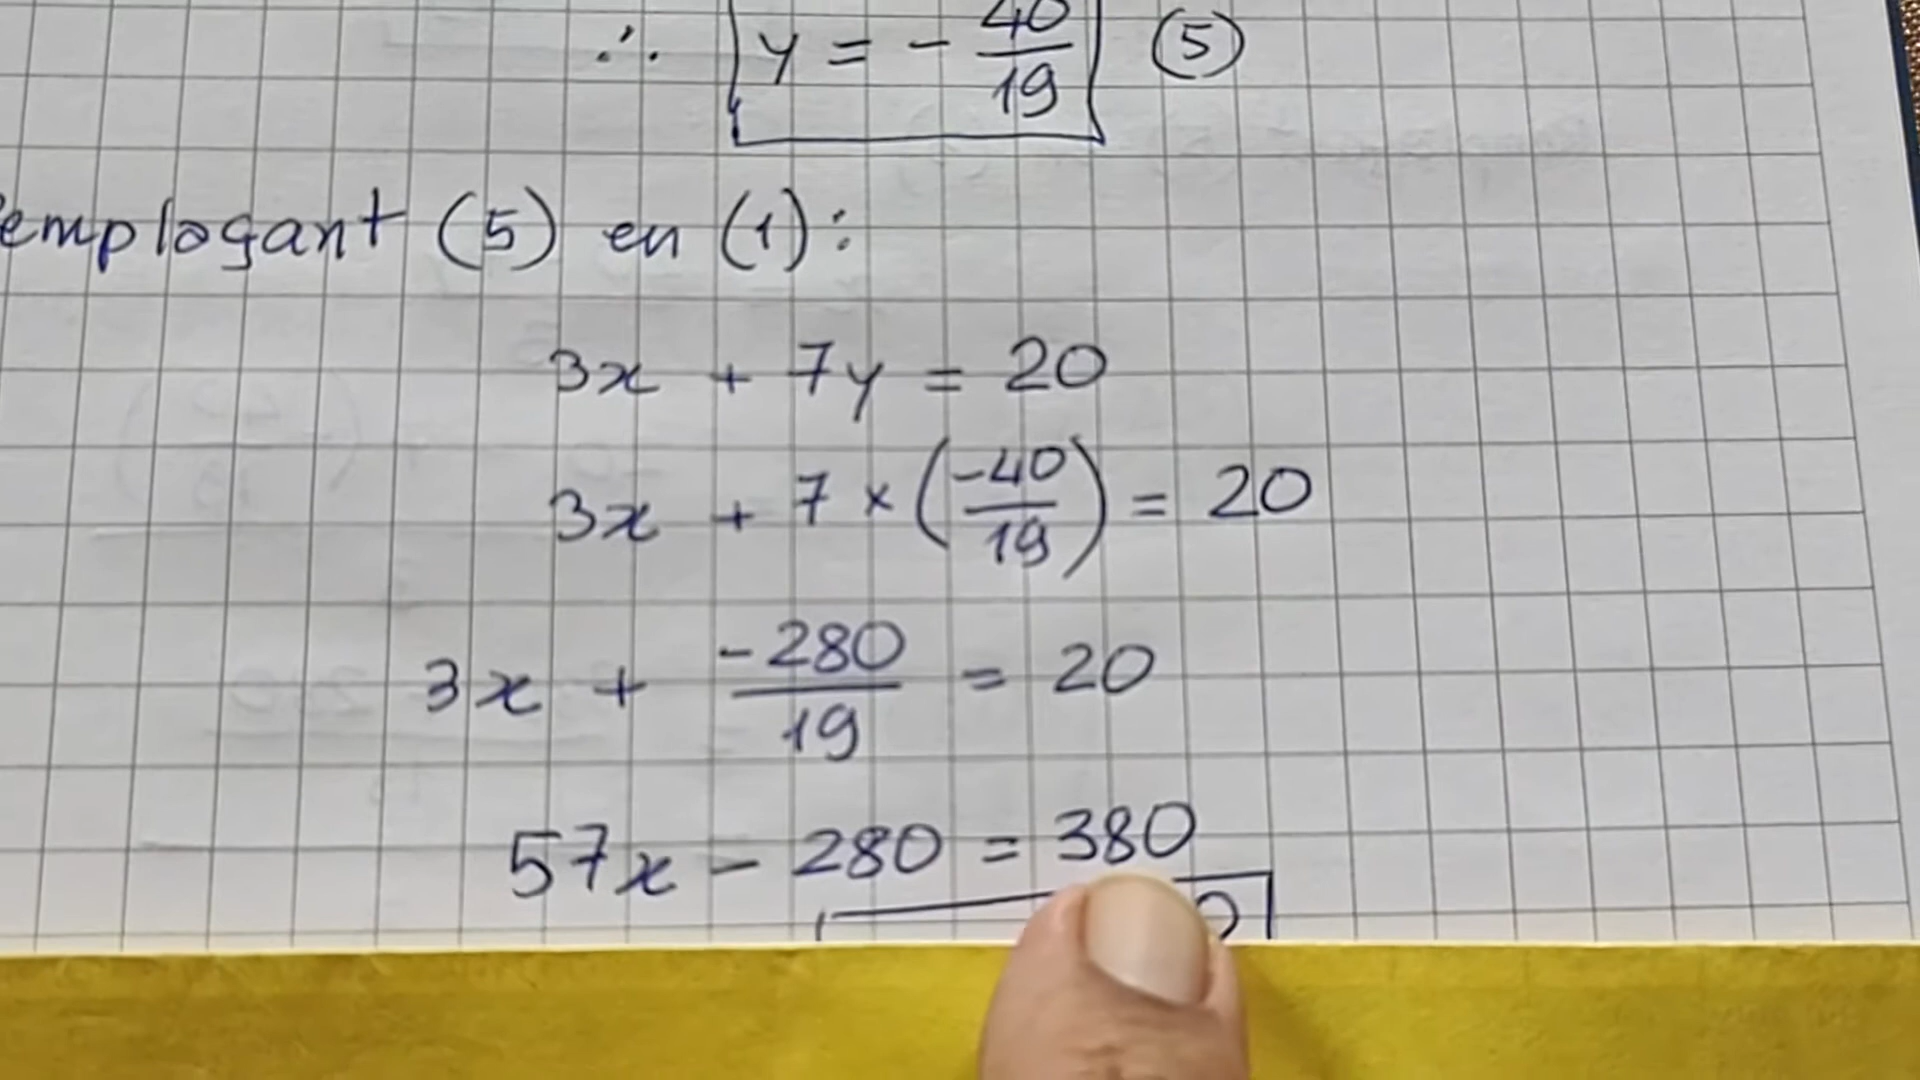 ∴ y = - 40/19 (5)
emplaçant (5) en (1):
3x + 7y = 20
3x + 7 × (-40/19) = 20
3x + -280/19 = 20
57x - 280 = 380